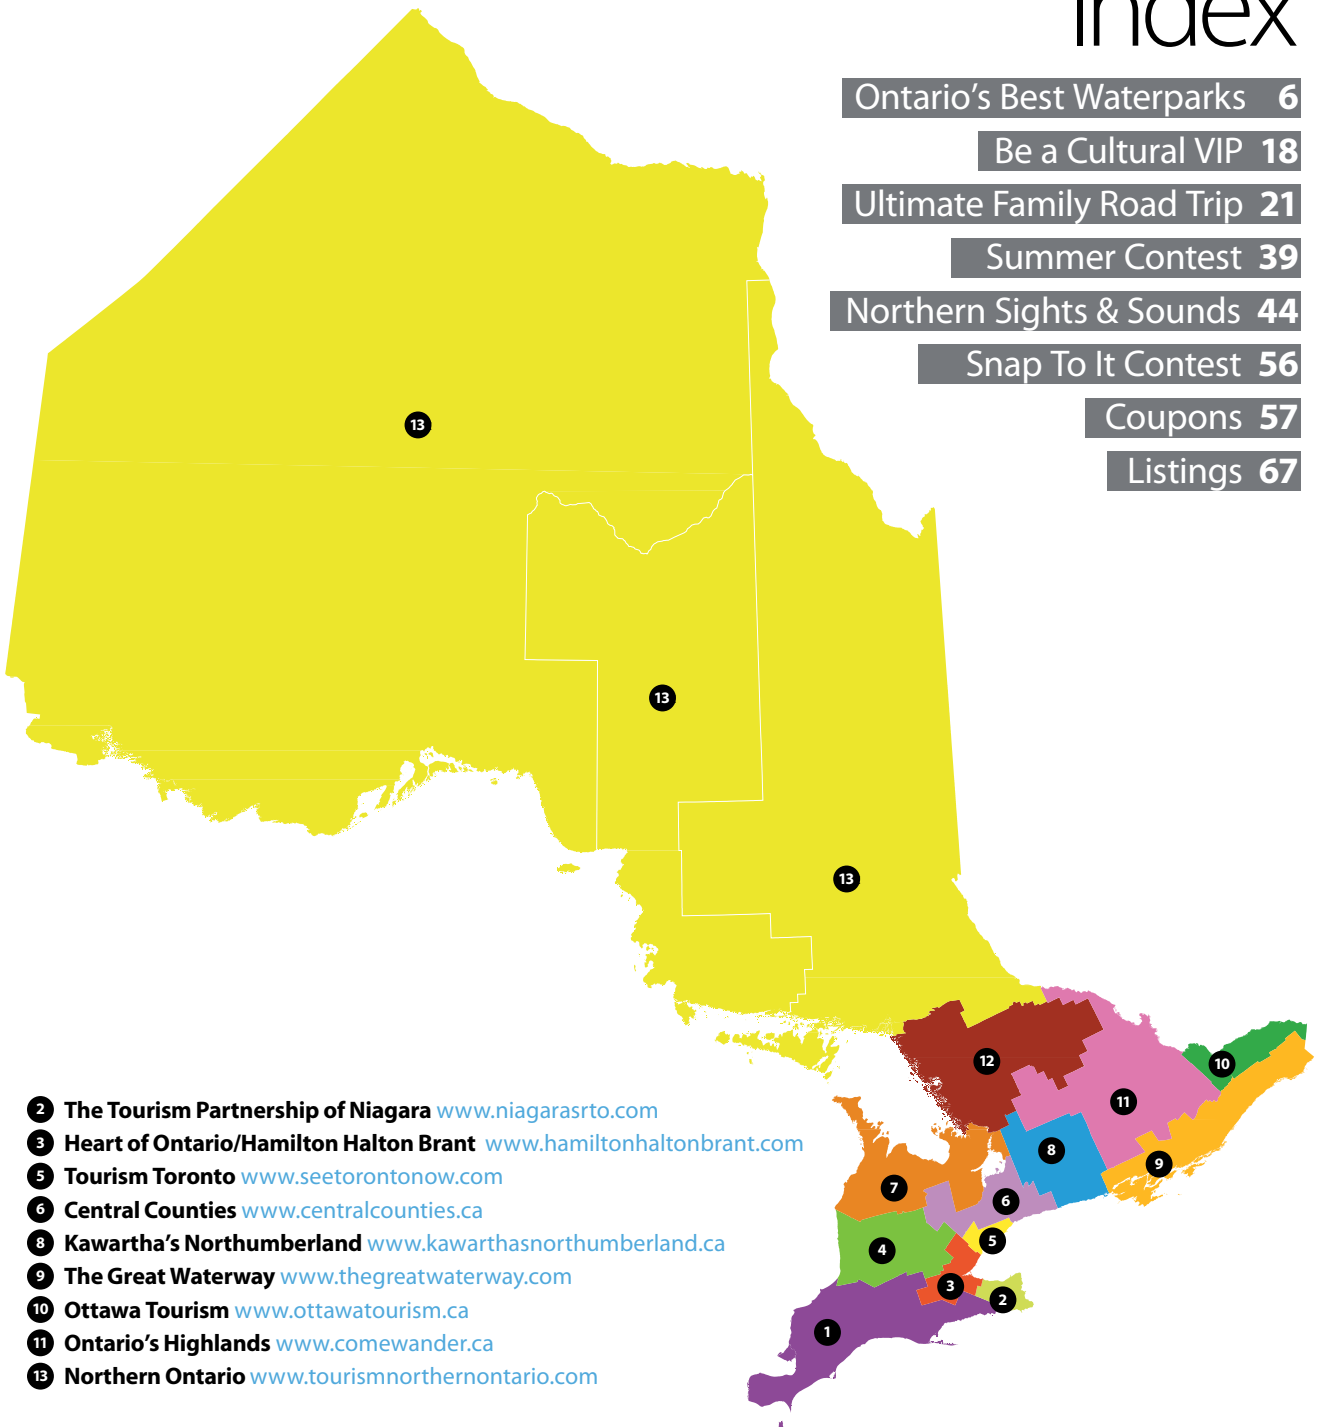 index
Ontario's Best Waterparks 6
Be a Cultural VIP 18
Ultimate Family Road Trip 21
Summer Contest 39
Northern Sights & Sounds 44
Snap To It Contest 56
Coupons 57
Listings 67
13
13
13
12
10
11
8
9
7
6
5
4
3
2
1
2 The Tourism Partnership of Niagara www.niagarasrto.com
3 Heart of Ontario/Hamilton Halton Brant www.hamiltonhaltonbrant.com
5 Tourism Toronto www.seetorontonow.com
6 Central Counties www.centralcounties.ca
8 Kawartha's Northumberland www.kawarthasnorthumberland.ca
9 The Great Waterway www.thegreatwaterway.com
10 Ottawa Tourism www.ottawatourism.ca
11 Ontario's Highlands www.comewander.ca
13 Northern Ontario www.tourismnorthernontario.com